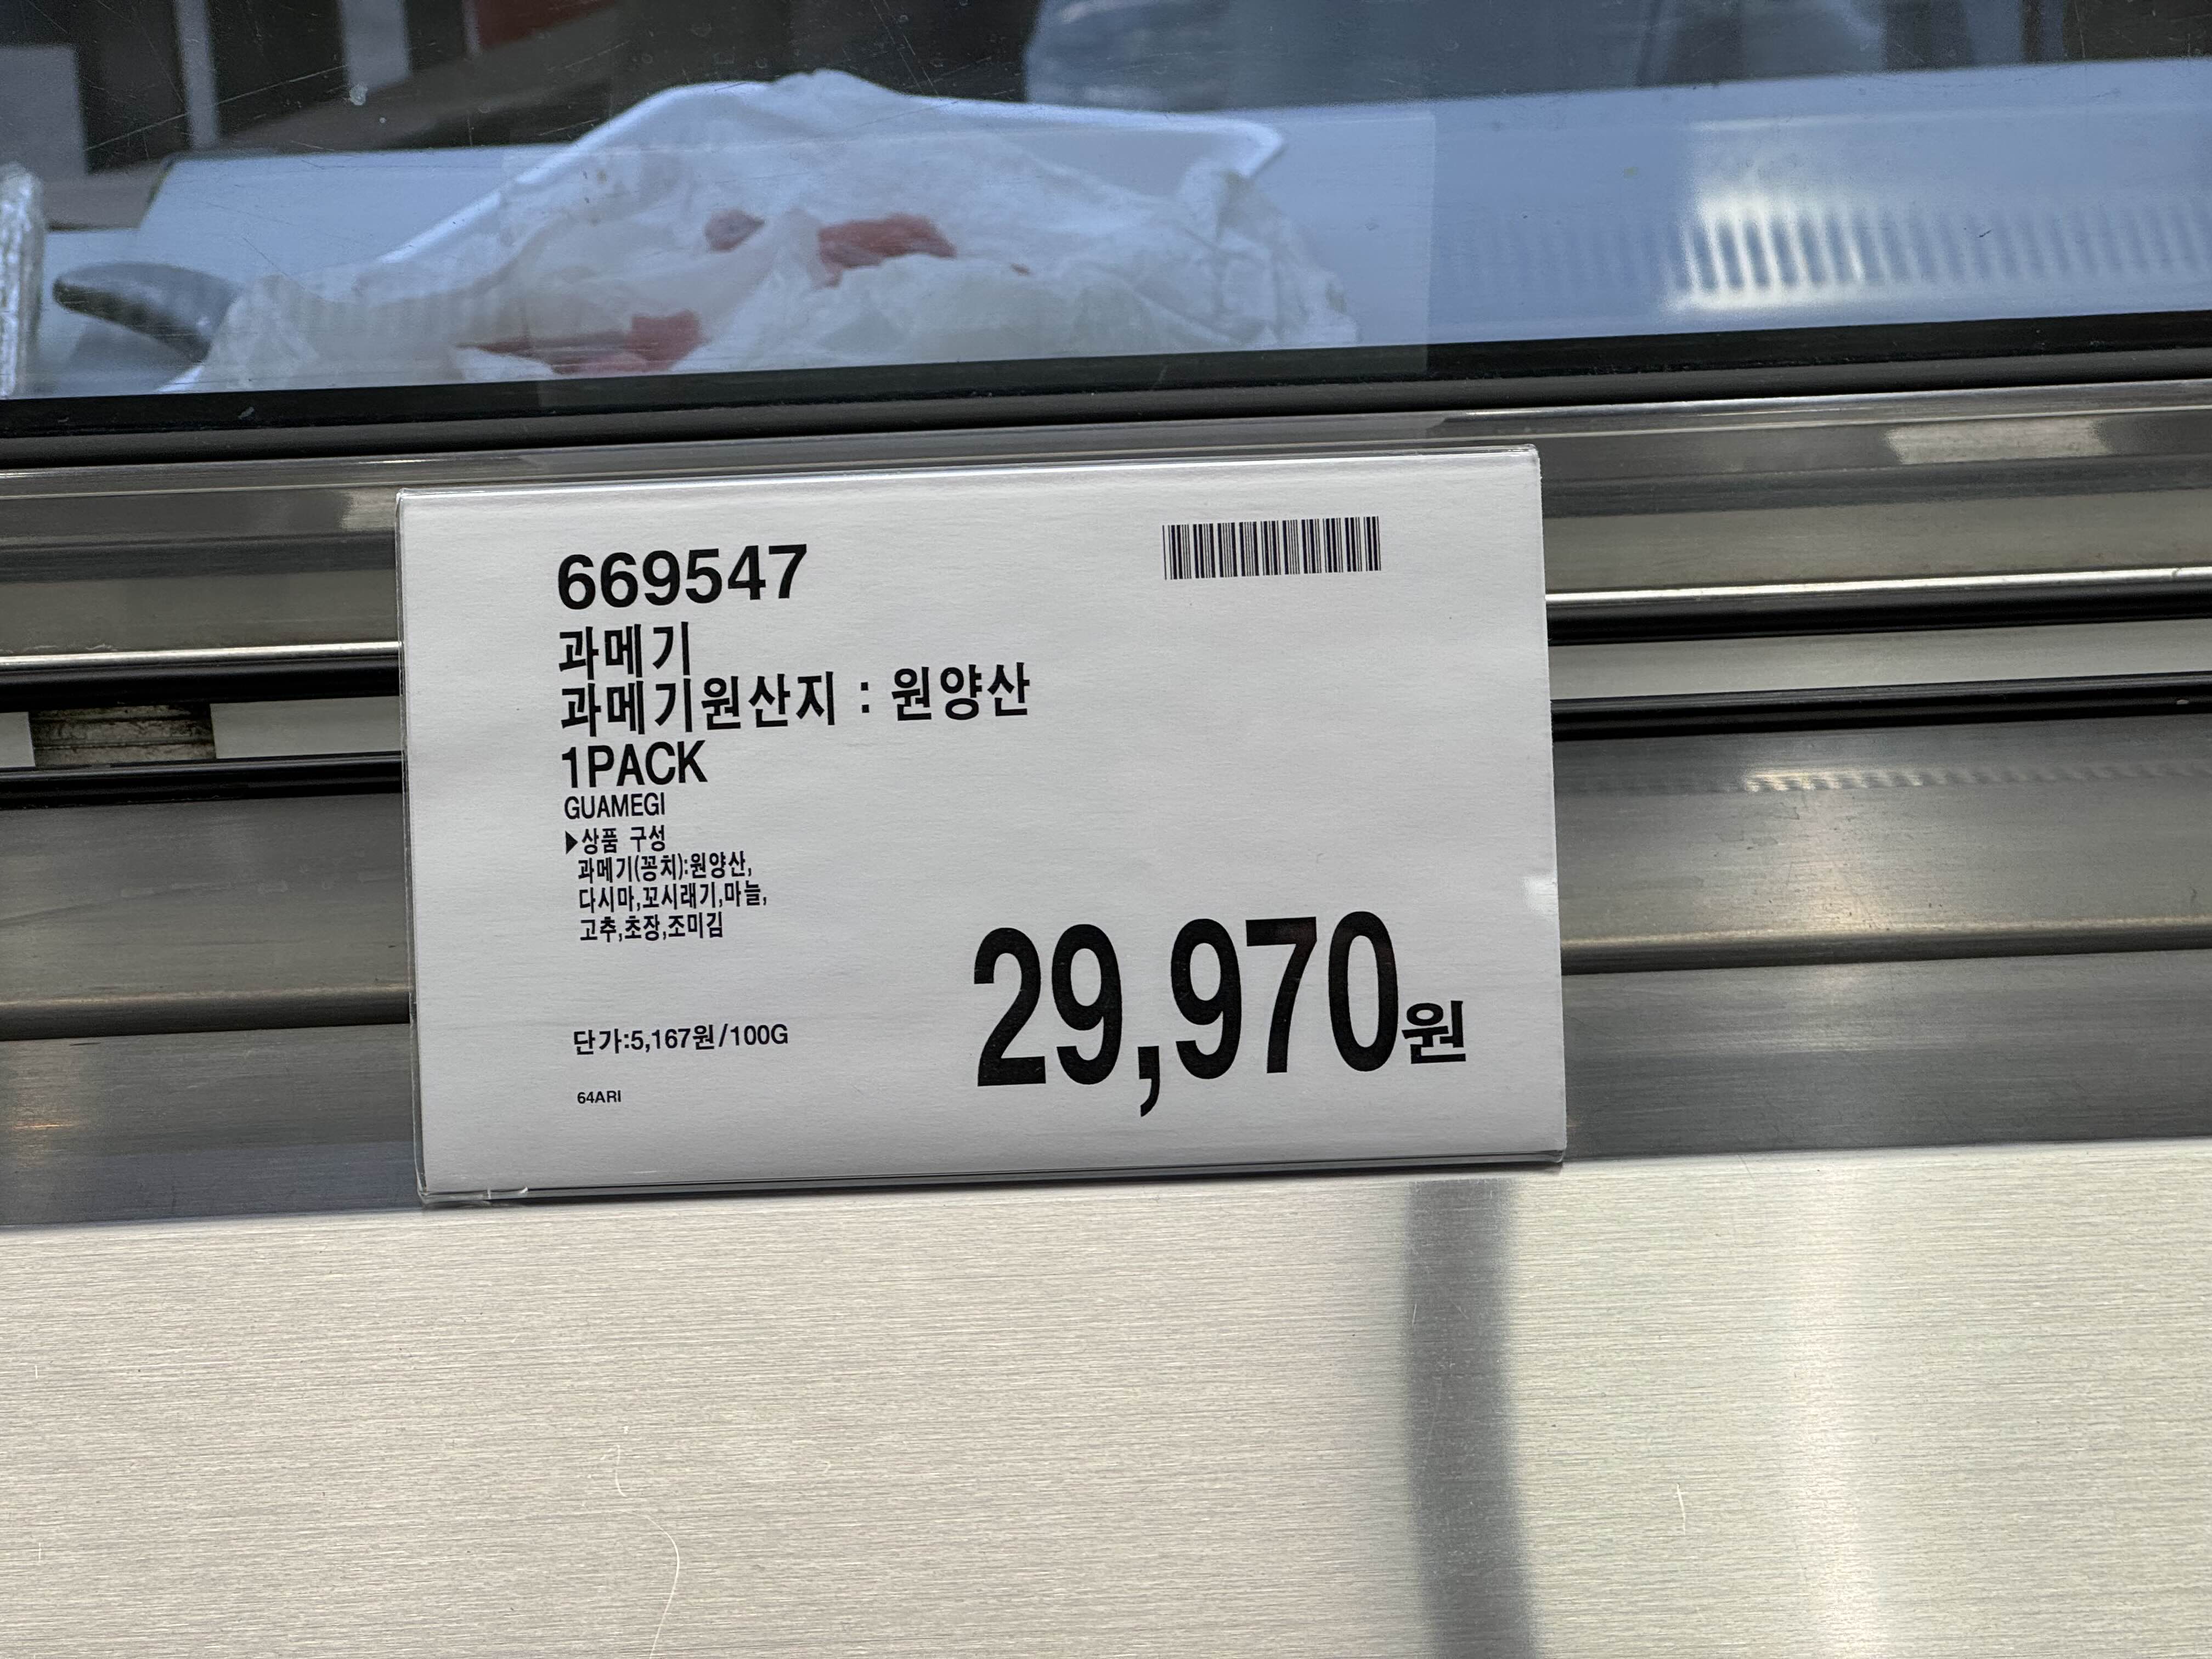 669547
과메기
과메기원산지 : 원양산
1PACK
GUAMEGI
▶상품 구성
과메기(꽁치):원양산,
다시마,꼬시래기,마늘,
고추,초장,조미김
29,970원
단가:5,167원/100G
64ARI